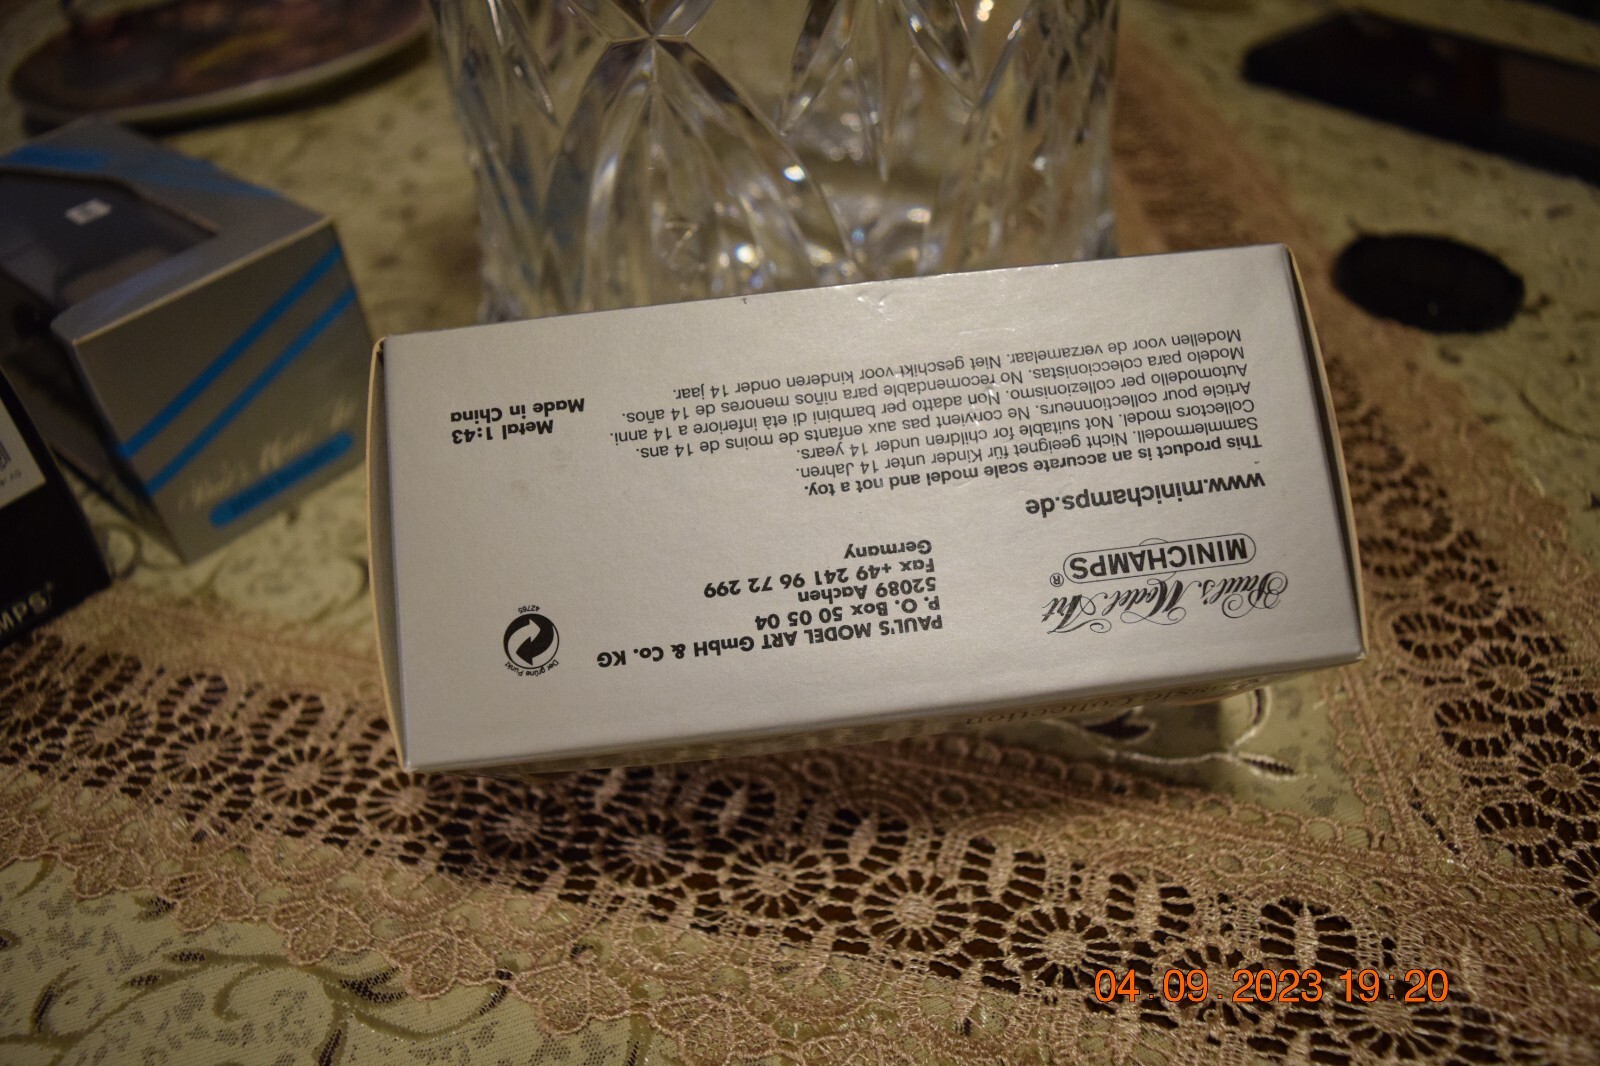 Paul's Model Art
MINICHAMPS®
www.minichamps.de
PAUL'S MODEL ART GmbH & Co. KG
P. O. Box 50 05 04
52089 Aachen
Fax +49 241 96 72 299
Germany
Der grüne Punkt
42765
This product is an accurate scale model and not a toy.
Sammlermodell. Nicht geeignet für Kinder unter 14 Jahren.
Collectors model. Not suitable for children under 14 years.
Article pour collectionneurs. Ne convient pas aux enfants de moins de 14 ans.
Automodello per collezionismo. Non adatto per bambini di età inferiore a 14 anni.
Modelo para coleccionistas. No recomendable para niños menores de 14 años.
Modellen voor de verzamelaar. Niet geschikt voor kinderen onder 14 jaar.
Metal 1:43
Made in China
Collection
MPS
04.09.2023 19:20